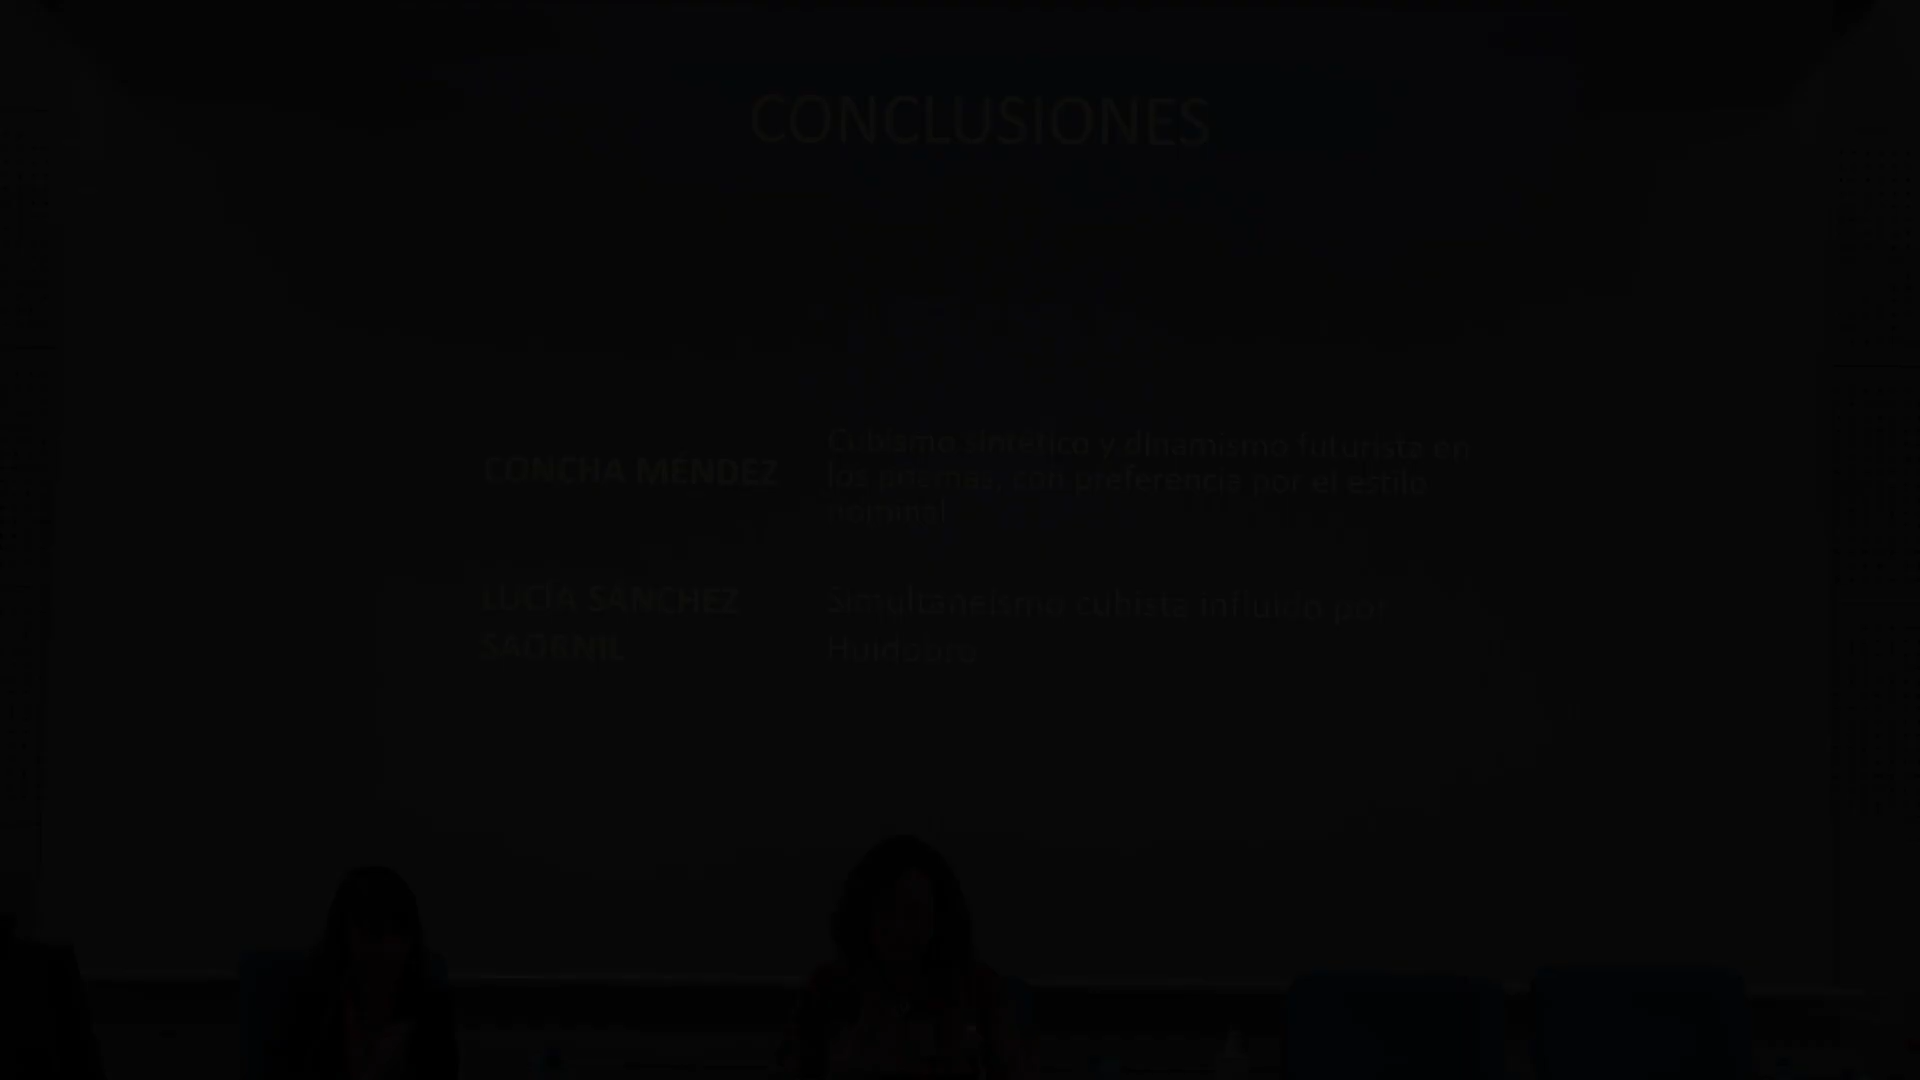 CONCLUSIONES
CONCHA MÉNDEZ
Cubismo sintético y dinamismo futurista en
los poemas, con preferencia por el estilo
nominal
LUCÍA SÁNCHEZ
SAORNIL
Simultaneísmo cubista influido por
Huidobro